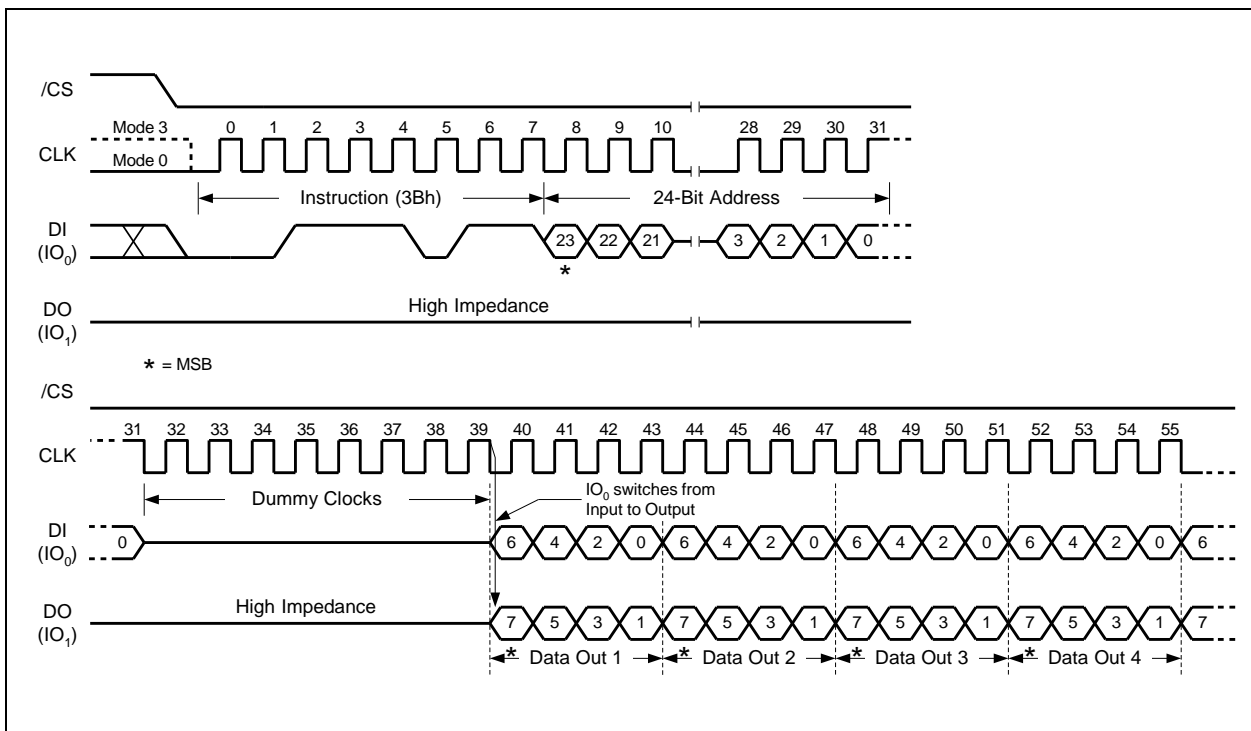 /CS
Mode 3 0 1 2 3 4 5 6 7 8 9 10 28 29 30 31
CLK
Mode 0
Instruction (3Bh) 24-Bit Address
DI
(IO0)
23 22 21 3 2 1 0
*
High Impedance
DO
(IO1)
* = MSB
/CS
31 32 33 34 35 36 37 38 39 40 41 42 43 44 45 46 47 48 49 50 51 52 53 54 55
CLK
Dummy Clocks
IO0 switches from
Input to Output
DI
(IO0)
0 6 4 2 0 6 4 2 0 6 4 2 0 6 4 2 0 6
DO
(IO1)
High Impedance
7 5 3 1 7 5 3 1 7 5 3 1 7 5 3 1 7
* Data Out 1 * Data Out 2 * Data Out 3 * Data Out 4